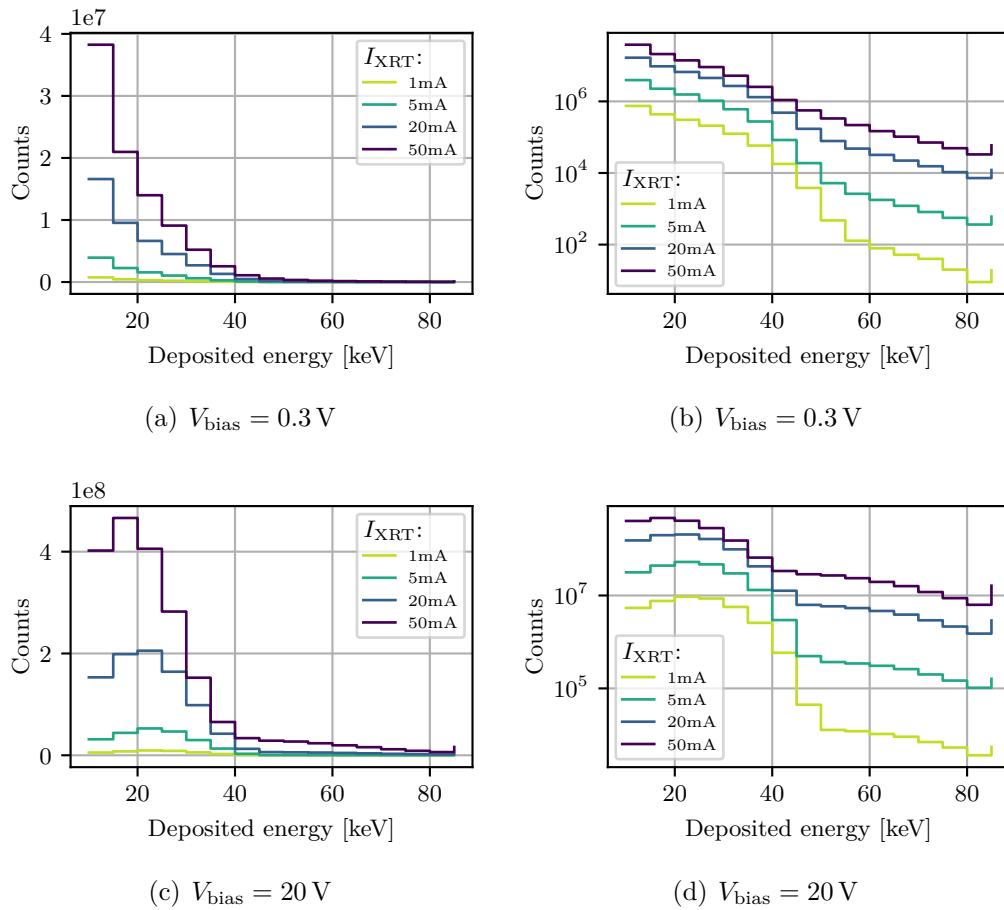 1e7
4
3
2
1
0
Counts
I_XRT:
1mA
5mA
20mA
50mA
20 40 60 80
Deposited energy [keV]
(a) V_bias = 0.3 V
10^6
10^4
10^2
Counts
I_XRT:
1mA
5mA
20mA
50mA
20 40 60 80
Deposited energy [keV]
(b) V_bias = 0.3 V
1e8
4
2
0
Counts
I_XRT:
1mA
5mA
20mA
50mA
20 40 60 80
Deposited energy [keV]
(c) V_bias = 20 V
10^7
10^5
Counts
I_XRT:
1mA
5mA
20mA
50mA
20 40 60 80
Deposited energy [keV]
(d) V_bias = 20 V